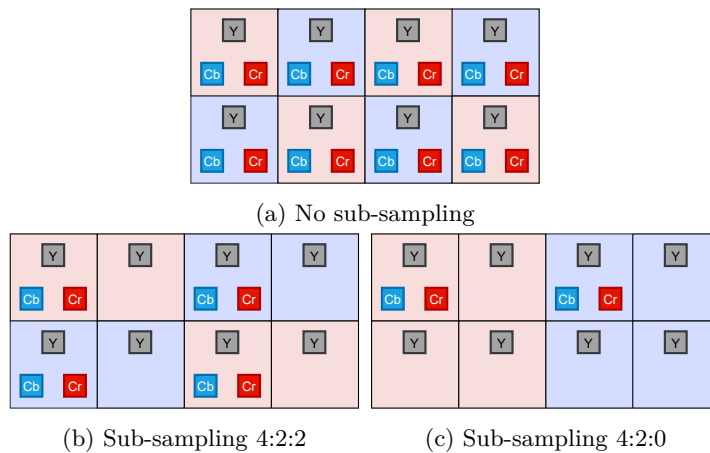 Y Y Y Y
Cb Cr Cb Cr Cb Cr Cb Cr
Y Y Y Y
Cb Cr Cb Cr Cb Cr Cb Cr
(a) No sub-sampling
Y Y Y Y
Cb Cr Cb Cr
Y Y Y Y
Cb Cr Cb Cr
(b) Sub-sampling 4:2:2
Y Y Y Y
Cb Cr Cb Cr
Y Y Y Y
(c) Sub-sampling 4:2:0